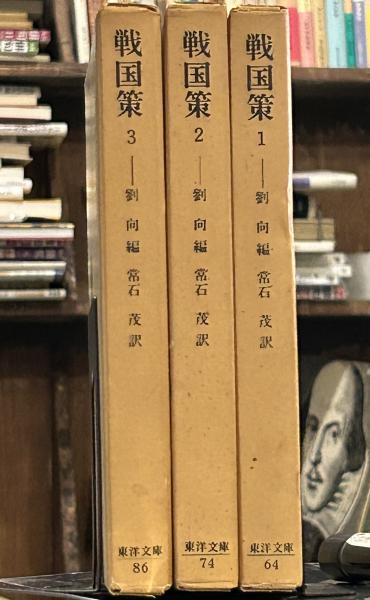 戦国策
3
劉向編
常石茂訳
東洋文庫
86
戦国策
2
劉向編
常石茂訳
東洋文庫
74
戦国策
1
劉向編
常石茂訳
東洋文庫
64